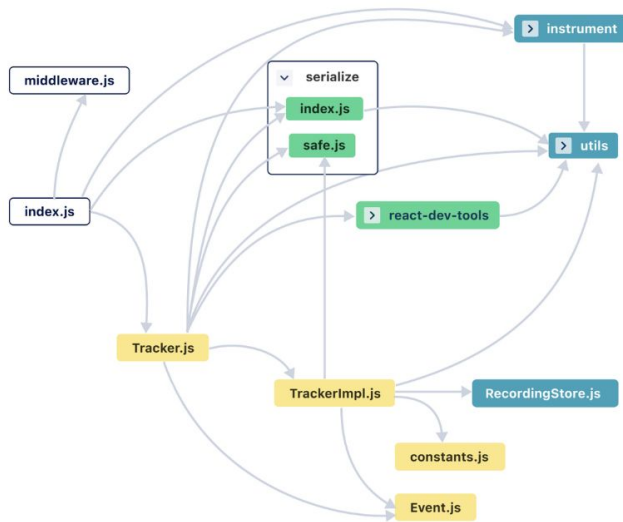 instrument
middleware.js
serialize
index.js
safe.js
utils
index.js
react-dev-tools
Tracker.js
TrackerImpl.js
RecordingStore.js
constants.js
Event.js